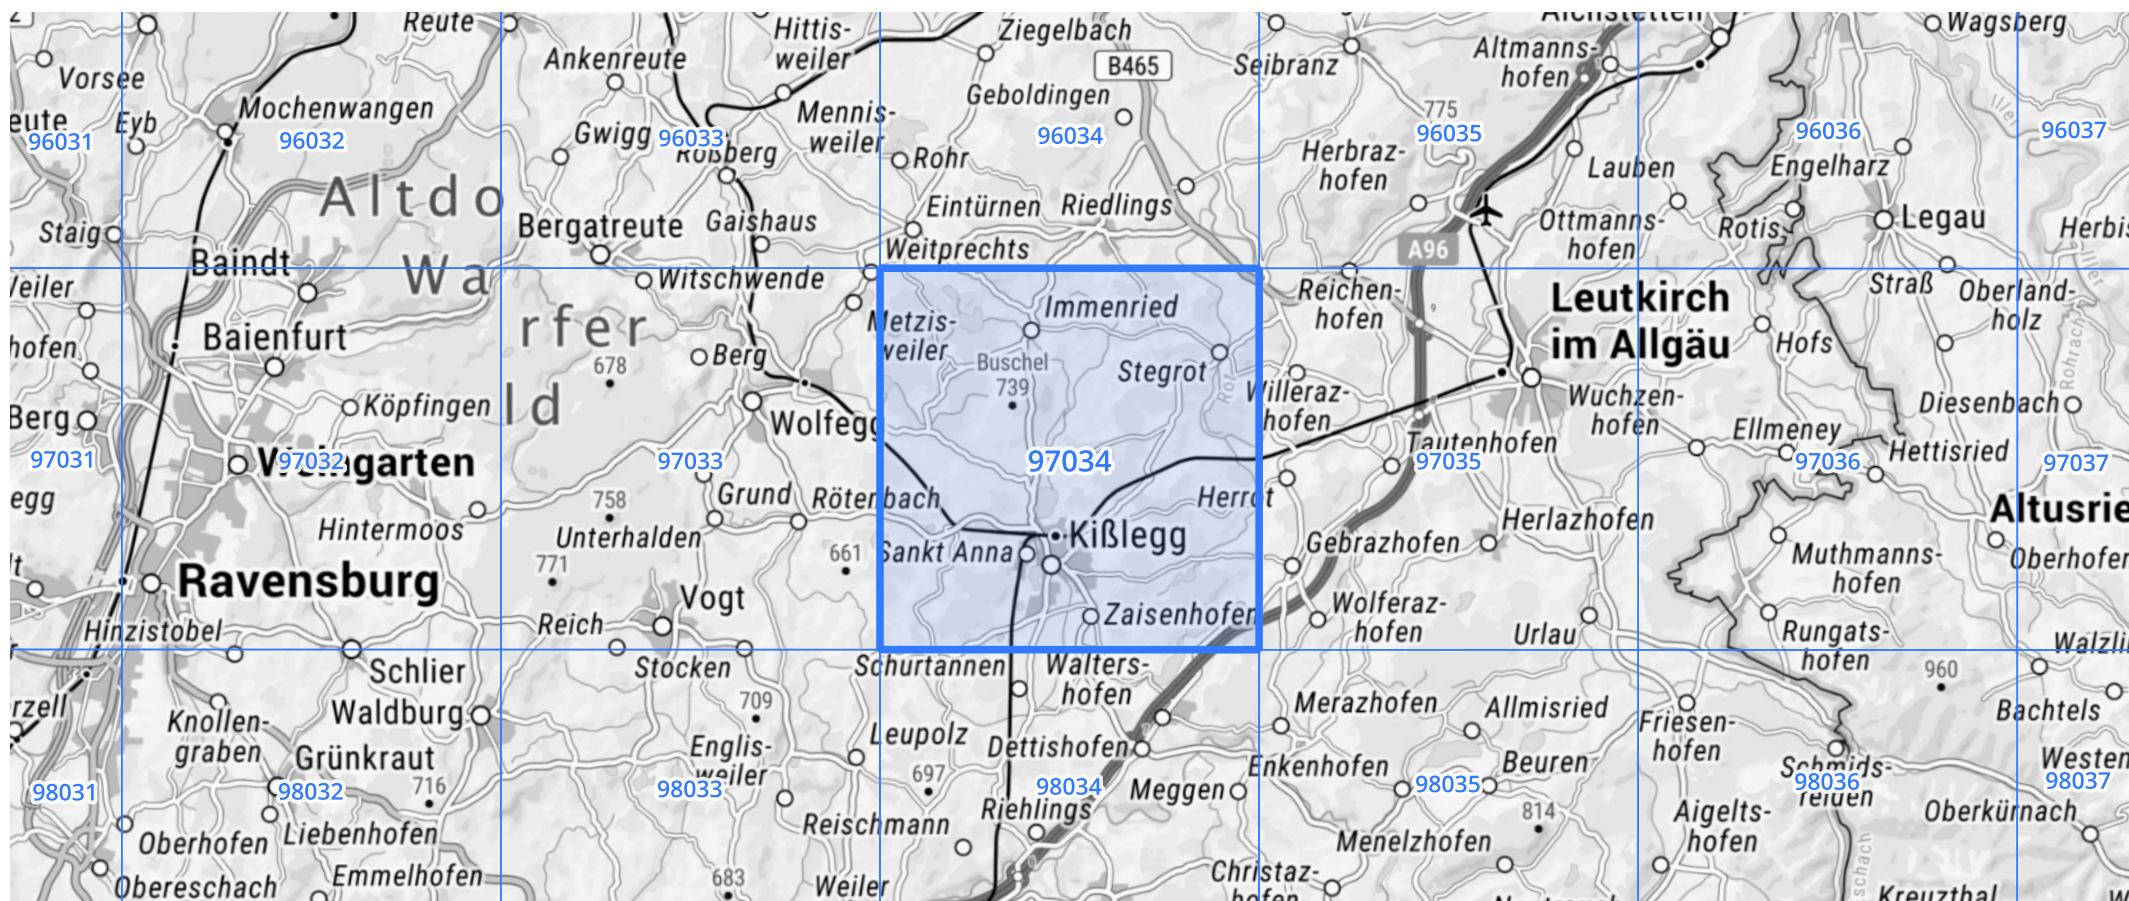 Reute
Hittis-
weiler
Ziegelbach
Wagsberg
Vorsee
Ankenreute
B465
Seibranz
Altmanns-
hofen
Mochenwangen
Geboldingen
775
Eyb
96031
96032
Gwigg
96033
Roßberg
Mennis-
weiler
96034
96035
96036
96037
Rohr
Herbraz-
hofen
Lauben
Engelharz
Altdo
Staig
Bergatreute
Gaishaus
Eintürnen
Riedlings
Weitprechts
Ottmanns-
hofen
Rotis
Legau
A96
Baindt
Wa
Witschwende
Iller
Reichen-
hofen
Leutkirch
im Allgäu
Straß
Oberland-
holz
Immenried
Metzis-
weiler
rfer
Baienfurt
678
Berg
Buschel
739
Stegrot
Hofs
Rohrach
Köpfingen
ld
Wolfegg
Willeraz-
hofen
Wuchzen-
hofen
Diesenbach
Berg
97031
Weingarten
97032
97033
97034
Tautenhofen
97035
Ellmeney
97036
Hettisried
97037
Hintermoos
758
Grund
Rötenbach
Herrot
Unterhalden
Kißlegg
Sankt Anna
Gebrazhofen
Herlazhofen
Altusrie
Oberhofen
771
661
Muthmanns-
hofen
Ravensburg
Vogt
Zaisenhofen
Wolferaz-
hofen
Hinzistobel
Reich
Urlau
Rungats-
hofen
Schlier
Stocken
Schurtannen
Walters-
hofen
960
Knollen-
graben
Waldburg
709
Leupolz
Dettishofen
Merazhofen
Allmisried
Friesen-
hofen
Bachtels
Grünkraut
Englis-
weiler
697
Meggen
Enkenhofen
Beuren
Schmids-
felden
Westen
98031
98032
716
98033
98034
98035
98036
98037
Riehlings
814
Aigelts-
hofen
Oberkürnach
Oberhofen
Liebenhofen
Reischmann
Menelzhofen
Obereschach
Emmelhofen
683
Weiler
Christaz-
hofen
Kreuzthal